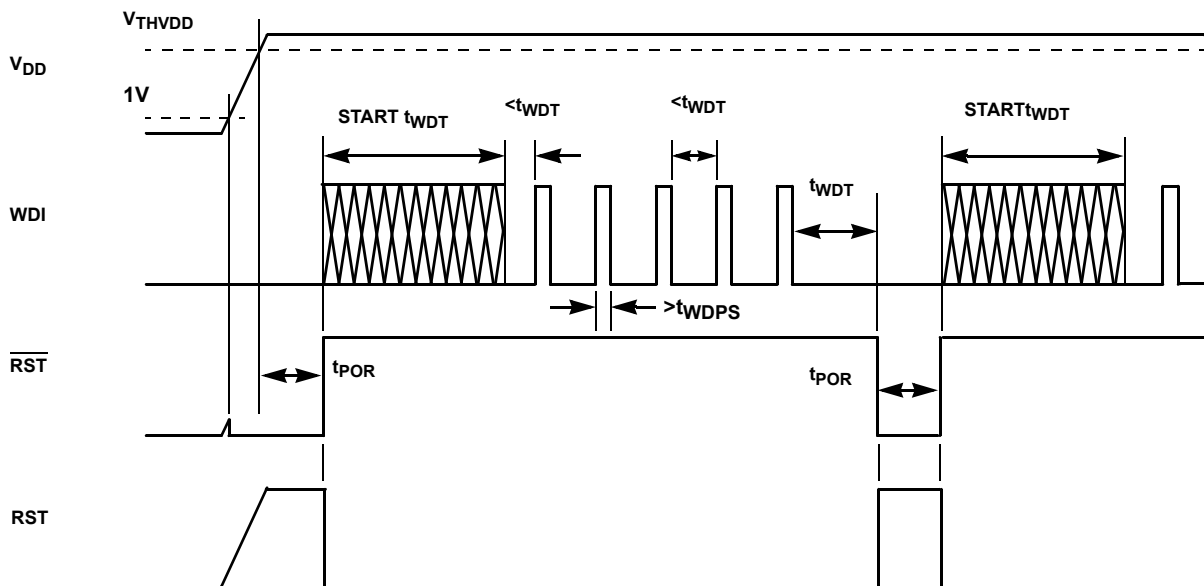 VTHVDD
VDD
1V
START tWDT
<tWDT
<tWDT
STARTtWDT
tWDT
WDI
>tWDPS
RST
tPOR
tPOR
RST